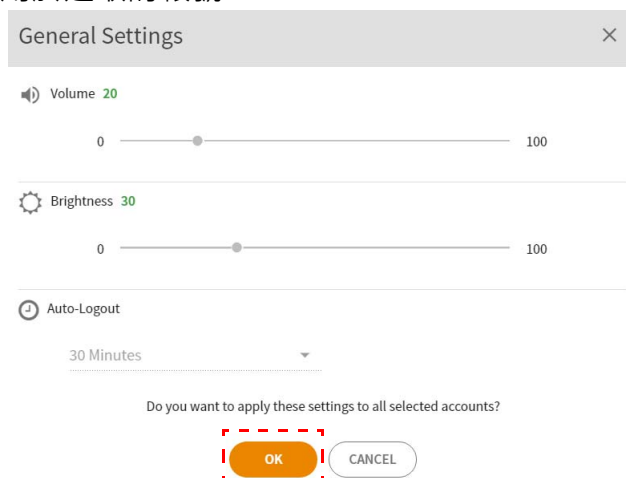 General Settings
Volume 20
0 100
Brightness 30
0 100
Auto-Logout
30 Minutes
Do you want to apply these settings to all selected accounts?
OK CANCEL